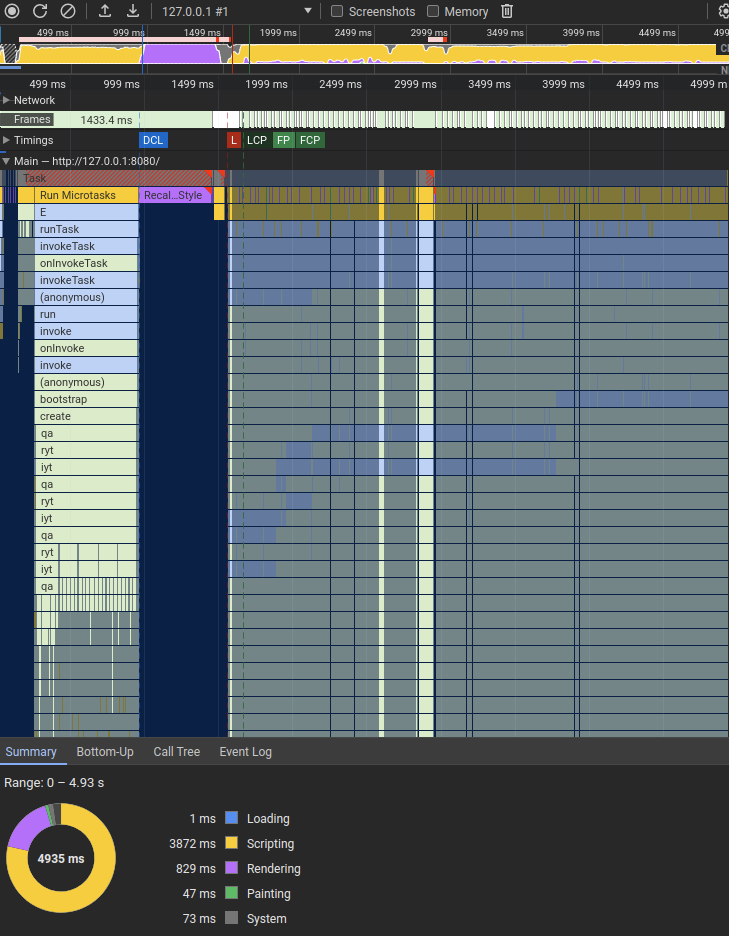 127.0.0.1 #1 Screenshots Memory
499 ms 999 ms 1499 ms 1999 ms 2499 ms 2999 ms 3499 ms 3999 ms 4499 ms 499
499 ms 999 ms 1499 ms 1999 ms 2499 ms 2999 ms 3499 ms 3999 ms 4499 ms 4999 m
Network
Frames 1433.4 ms
Timings DCL L LCP FP FCP
Main — http://127.0.0.1:8080/
Task
Run Microtasks Recal…Style
E
runTask
invokeTask
onInvokeTask
invokeTask
(anonymous)
run
invoke
onInvoke
invoke
(anonymous)
bootstrap
create
qa
ryt
iyt
qa
ryt
iyt
qa
ryt
iyt
qa
Summary Bottom-Up Call Tree Event Log
Range: 0 – 4.93 s
4935 ms
1 ms Loading
3872 ms Scripting
829 ms Rendering
47 ms Painting
73 ms System